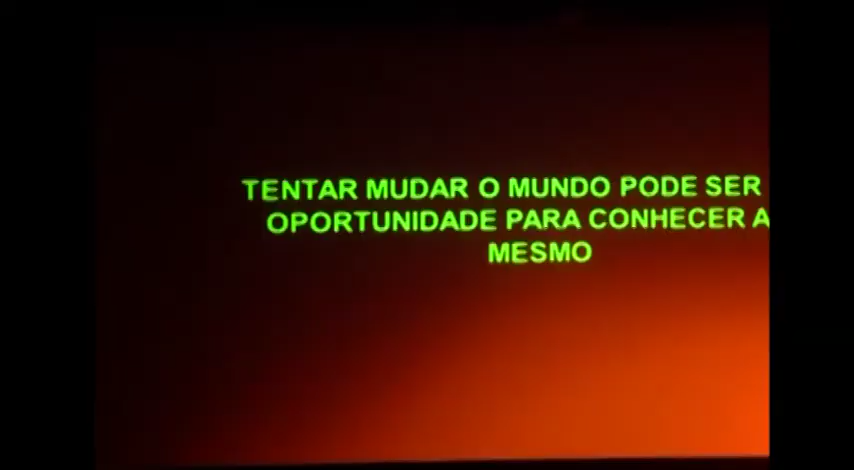 TENTAR MUDAR O MUNDO PODE SER
OPORTUNIDADE PARA CONHECER A
MESMO